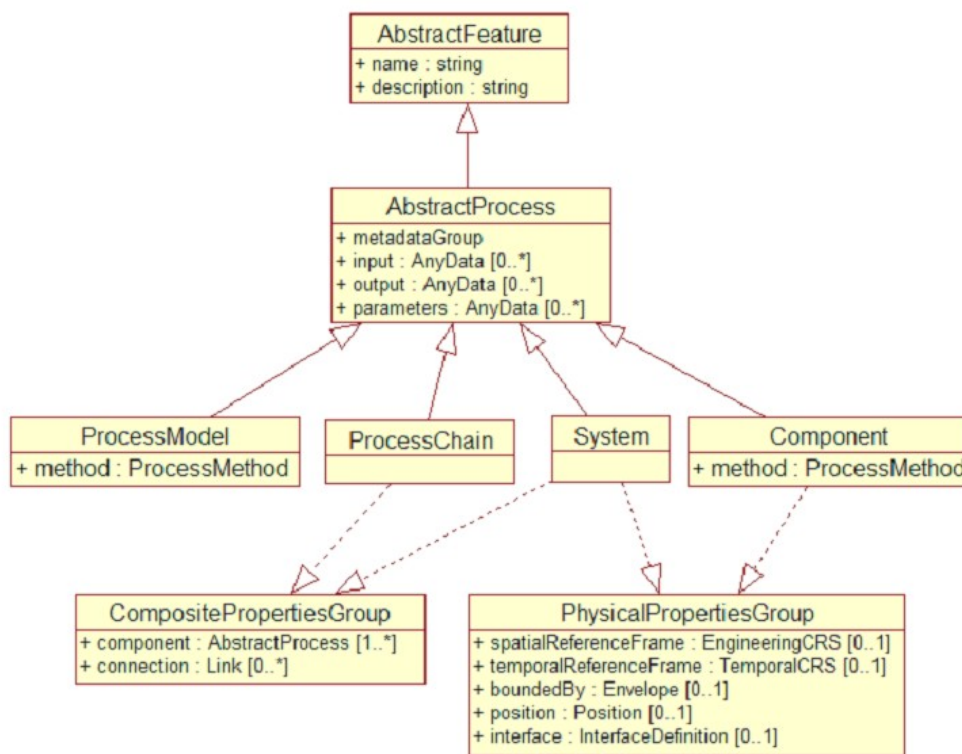 AbstractFeature
+ name : string
+ description : string
AbstractProcess
+ metadataGroup
+ input : AnyData [0..*]
+ output : AnyData [0..*]
+ parameters : AnyData [0..*]
ProcessModel
+ method : ProcessMethod
ProcessChain
System
Component
+ method : ProcessMethod
CompositePropertiesGroup
+ component : AbstractProcess [1..*]
+ connection : Link [0..*]
PhysicalPropertiesGroup
+ spatialReferenceFrame : EngineeringCRS [0..1]
+ temporalReferenceFrame : TemporalCRS [0..1]
+ boundedBy : Envelope [0..1]
+ position : Position [0..1]
+ interface : InterfaceDefinition [0..1]